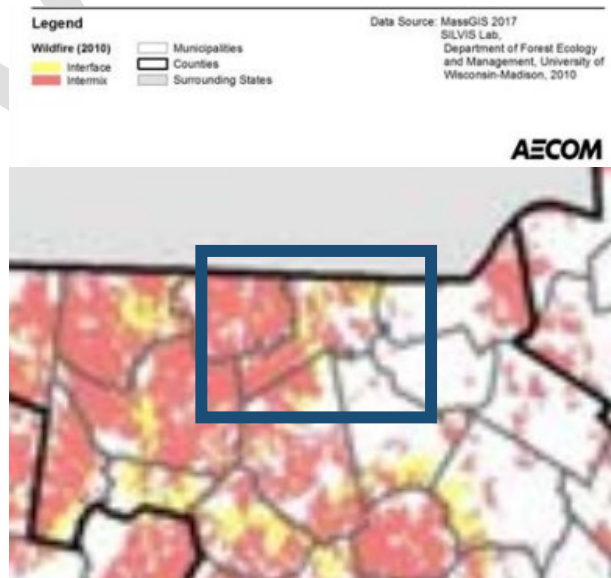 Legend
Wildfire (2010)
Interface
Intermix
Municipalities
Counties
Surrounding States
Data Source: MassGIS 2017
SILVIS Lab,
Department of Forest Ecology
and Management, University of
Wisconsin-Madison, 2010
AECOM